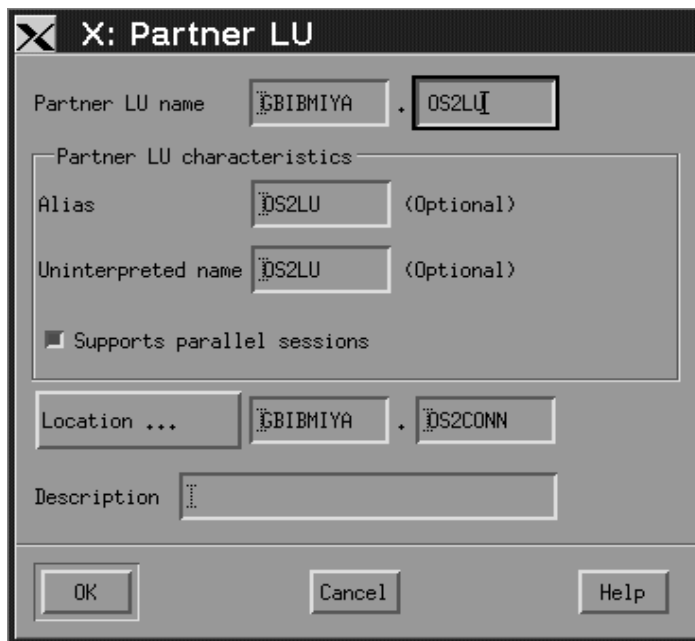 X: Partner LU
Partner LU name GBIBMIYA . OS2LU
Partner LU characteristics
Alias OS2LU (Optional)
Uninterpreted name OS2LU (Optional)
Supports parallel sessions
Location ... GBIBMIYA . OS2CONN
Description
OK Cancel Help